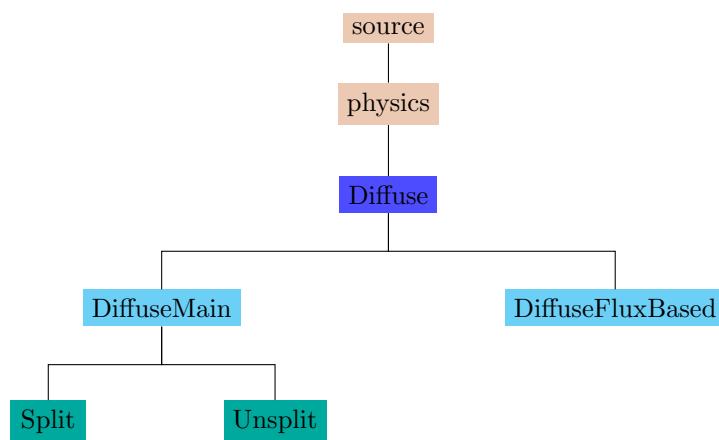 source
physics
Diffuse
DiffuseMain
DiffuseFluxBased
Split
Unsplit